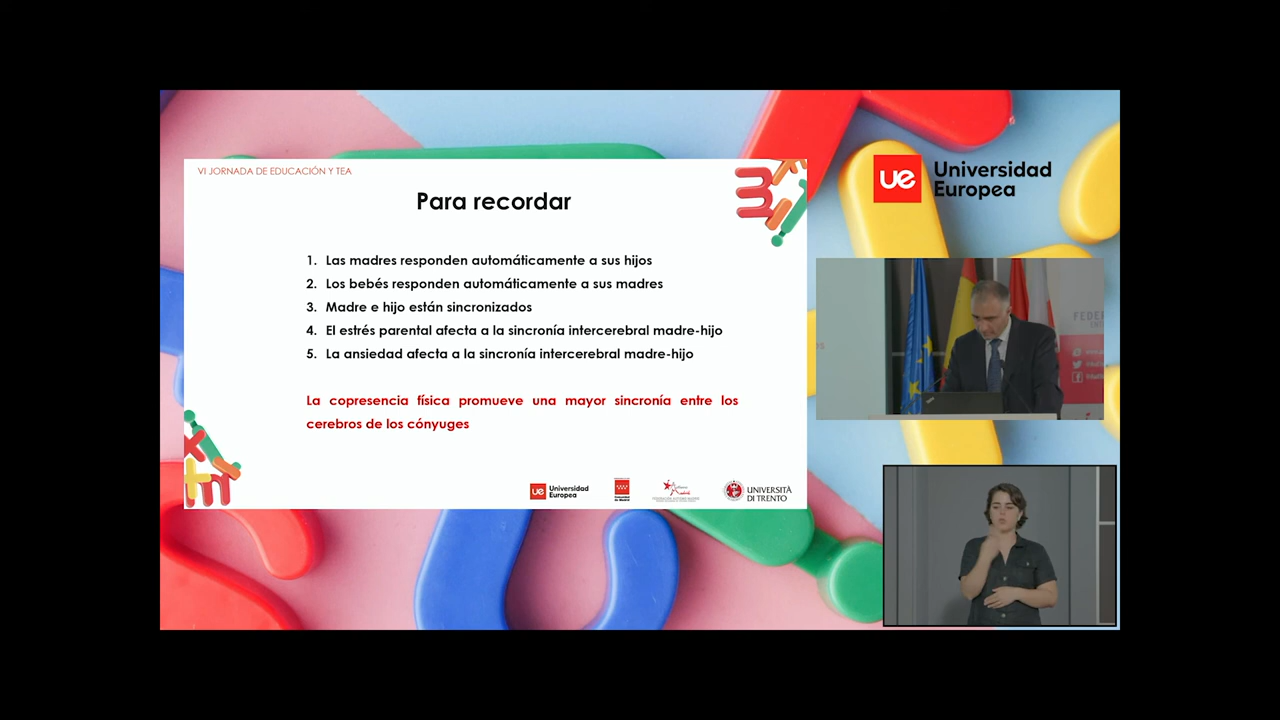 VI JORNADA DE EDUCACIÓN Y TEA
Para recordar
1. Las madres responden automáticamente a sus hijos
2. Los bebés responden automáticamente a sus madres
3. Madre e hijo están sincronizados
4. El estrés parental afecta a la sincronía intercerebral madre-hijo
5. La ansiedad afecta a la sincronía intercerebral madre-hijo
La copresencia física promueve una mayor sincronía entre los
cerebros de los cónyuges
ue Universidad
Europea
UNIVERSITÀ
DI TRENTO
ue Universidad
Europea
FEDER